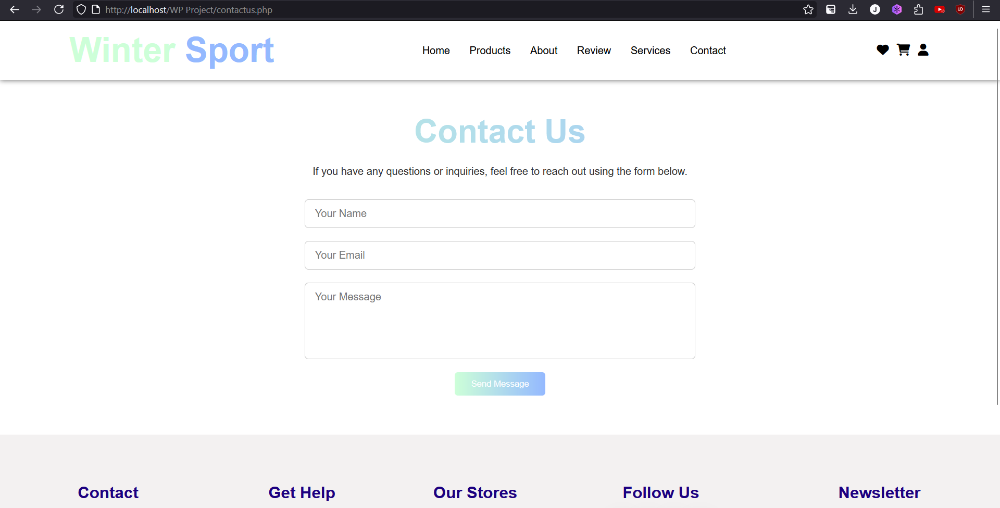 http://localhost/WP Project/contactus.php
J
Winter Sport
Home Products About Review Services Contact
Contact Us
If you have any questions or inquiries, feel free to reach out using the form below.
Your Name
Your Email
Your Message
Send Message
Contact Get Help Our Stores Follow Us Newsletter